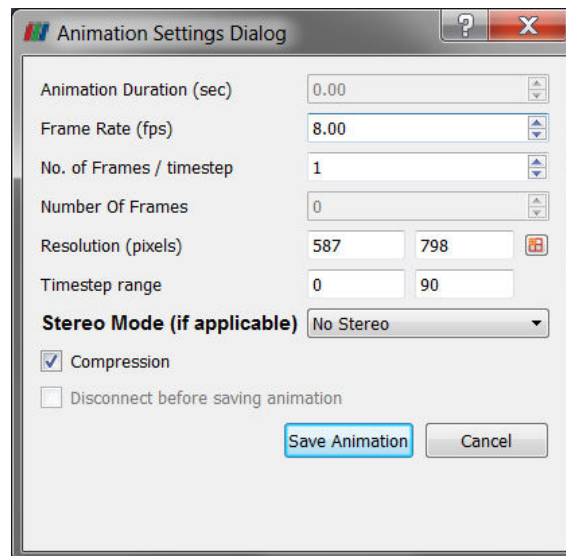 Animation Settings Dialog
Animation Duration (sec) 0.00
Frame Rate (fps) 8.00
No. of Frames / timestep 1
Number Of Frames 0
Resolution (pixels) 587 798
Timestep range 0 90
Stereo Mode (if applicable) No Stereo
Compression
Disconnect before saving animation
Save Animation Cancel